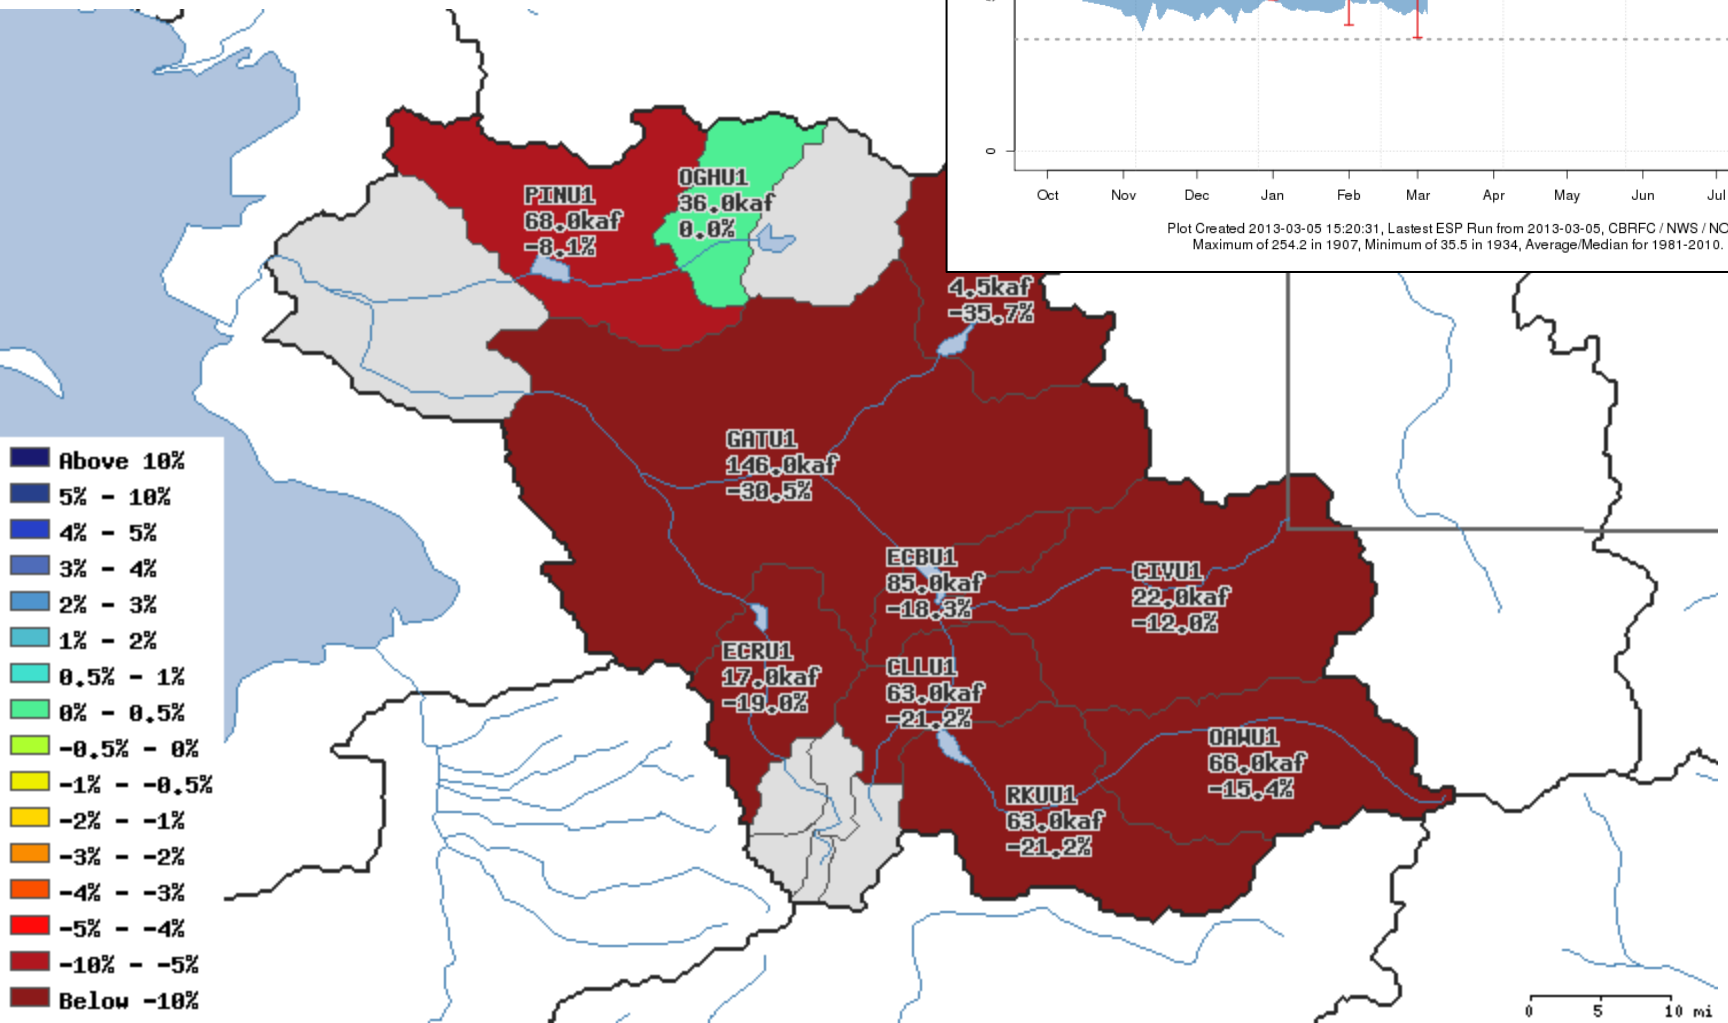 0
Oct Nov Dec Jan Feb Mar Apr May Jun Jul
Plot Created 2013-03-05 15:20:31, Lastest ESP Run from 2013-03-05, CBRFC / NWS / NO
Maximum of 254.2 in 1907, Minimum of 35.5 in 1934, Average/Median for 1981-2010.
PINU1
68.0kaf
-8.1%
OGHU1
36.0kaf
0.0%
4.5kaf
-35.7%
GATU1
146.0kaf
-30.5%
ECBU1
85.0kaf
-18.3%
CIVU1
22.0kaf
-12.0%
ECRU1
17.0kaf
-19.0%
CLLU1
63.0kaf
-21.2%
OAWU1
66.0kaf
-15.4%
RKUU1
63.0kaf
-21.2%
Above 10%
5% - 10%
4% - 5%
3% - 4%
2% - 3%
1% - 2%
0.5% - 1%
0% - 0.5%
-0.5% - 0%
-1% - -0.5%
-2% - -1%
-3% - -2%
-4% - -3%
-5% - -4%
-10% - -5%
Below -10%
0 5 10 mi